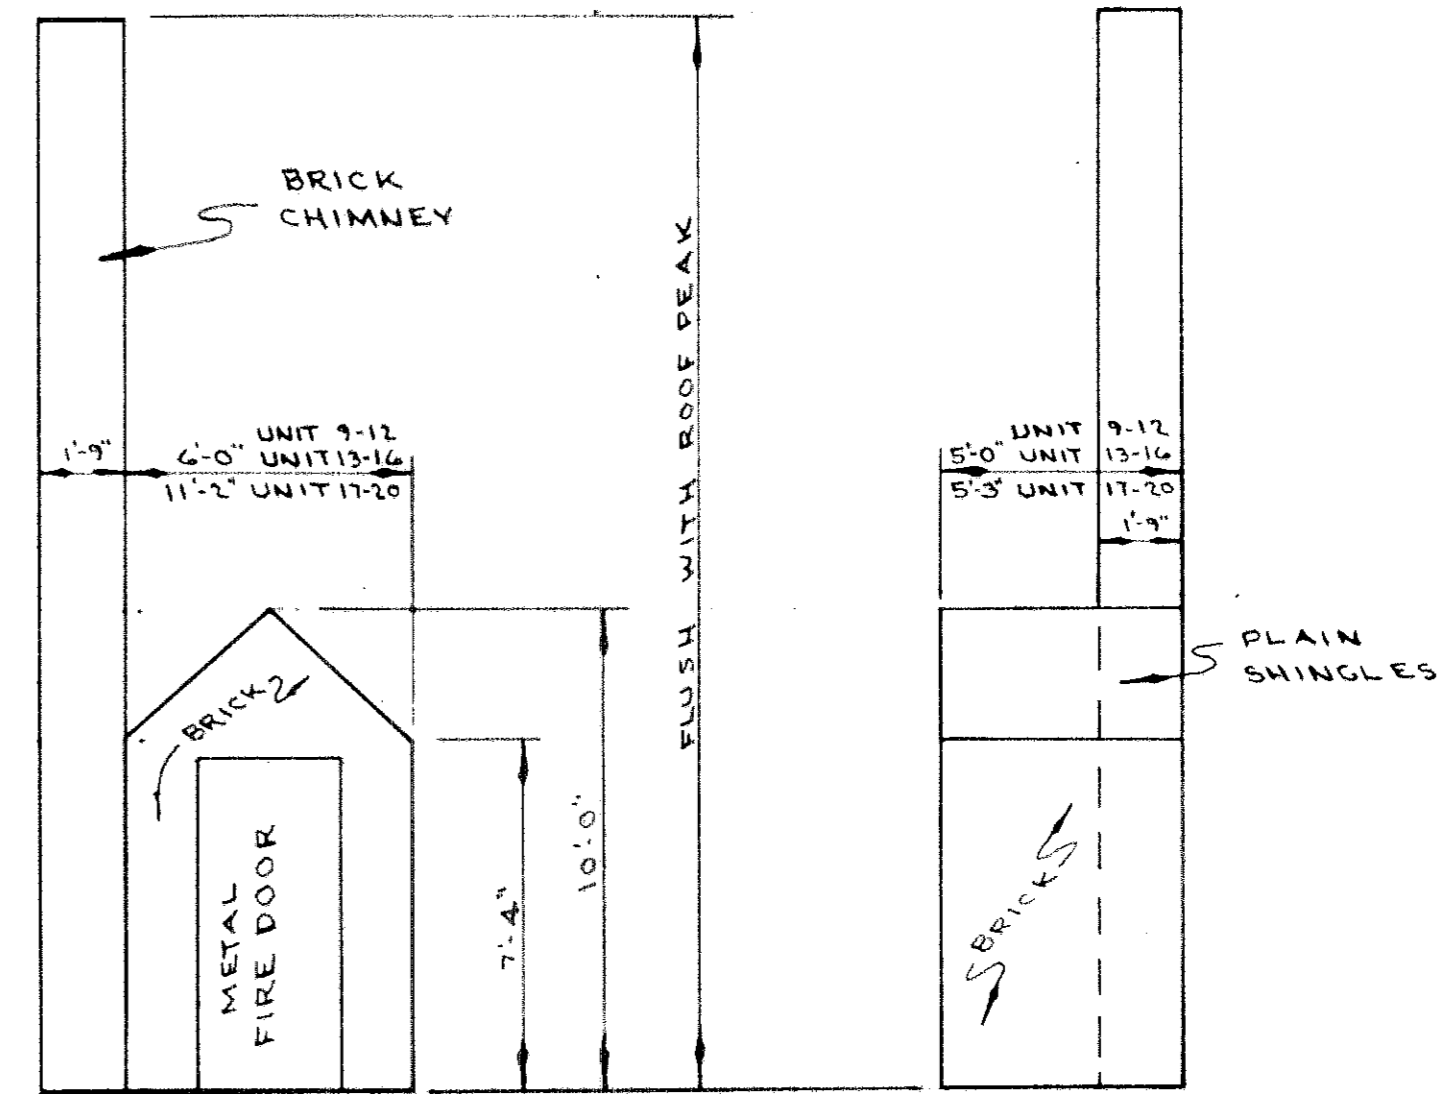 BRICK
CHIMNEY
FLUSH WITH ROOF PEAK
1'-9"
UNIT 9-12
6'-0" UNIT 13-16
11'-2" UNIT 17-20
UNIT 9-12
5'-0" UNIT 13-16
5'-3" UNIT 17-20
1'-9"
BRICK
METAL
FIRE DOOR
7'-4"
10'-0"
PLAIN
SHINGLES
BRICK